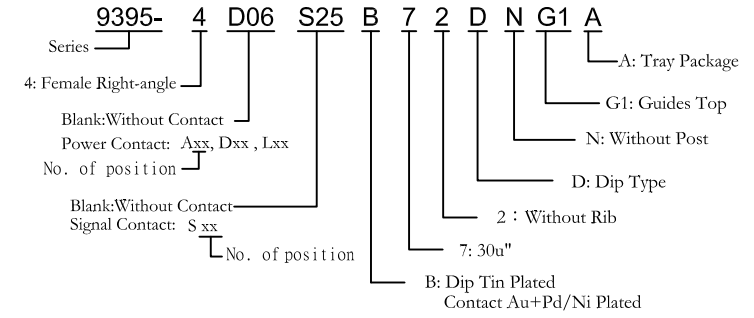 9395- 4 D06 S25 B 7 2 D N G1 A
Series
A: Tray Package
4: Female Right-angle
G1: Guides Top
Blank:Without Contact
Power Contact: Axx, Dxx , Lxx
N: Without Post
No. of position
D: Dip Type
Blank:Without Contact
Signal Contact: S xx
2：Without Rib
No. of position
7: 30u"
B: Dip Tin Plated
Contact Au+Pd/Ni Plated